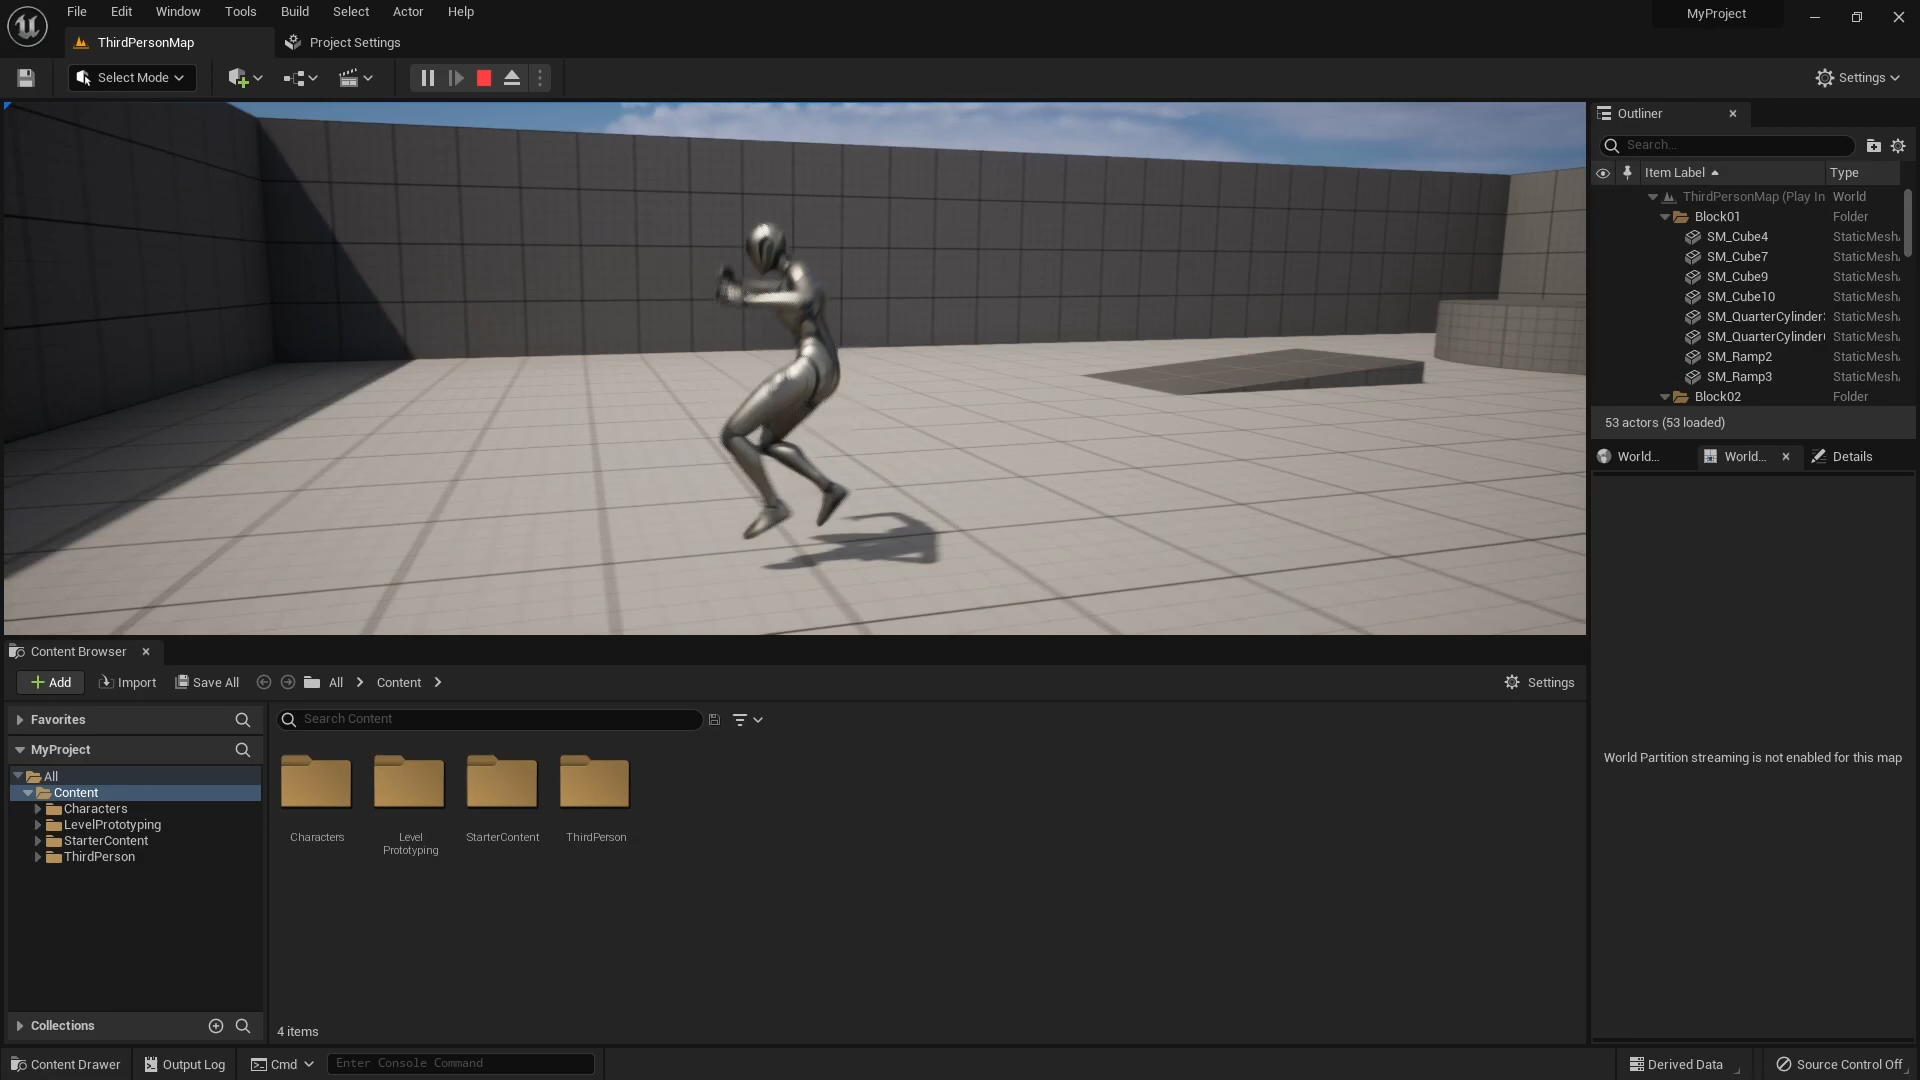 File Edit Window Tools Build Select Actor Help
MyProject
ThirdPersonMap
Project Settings
Select Mode
Settings
Outliner
Search...
Item Label
Type
ThirdPersonMap (Play In World
Block01 Folder
SM_Cube4 StaticMesh
SM_Cube7 StaticMesh
SM_Cube9 StaticMesh
SM_Cube10 StaticMesh
SM_QuarterCylinder StaticMesh
SM_QuarterCylinder StaticMesh
SM_Ramp2 StaticMesh
SM_Ramp3 StaticMesh
Block02 Folder
53 actors (53 loaded)
World...
World...
Details
World Partition streaming is not enabled for this map
Content Browser
Add
Import
Save All
All
Content
Settings
Favorites
MyProject
All
Content
Characters
LevelPrototyping
StarterContent
ThirdPerson
Collections
Search Content
Characters
Level
Prototyping
StarterContent
ThirdPerson
4 items
Content Drawer
Output Log
Cmd
Enter Console Command
Derived Data
Source Control Off